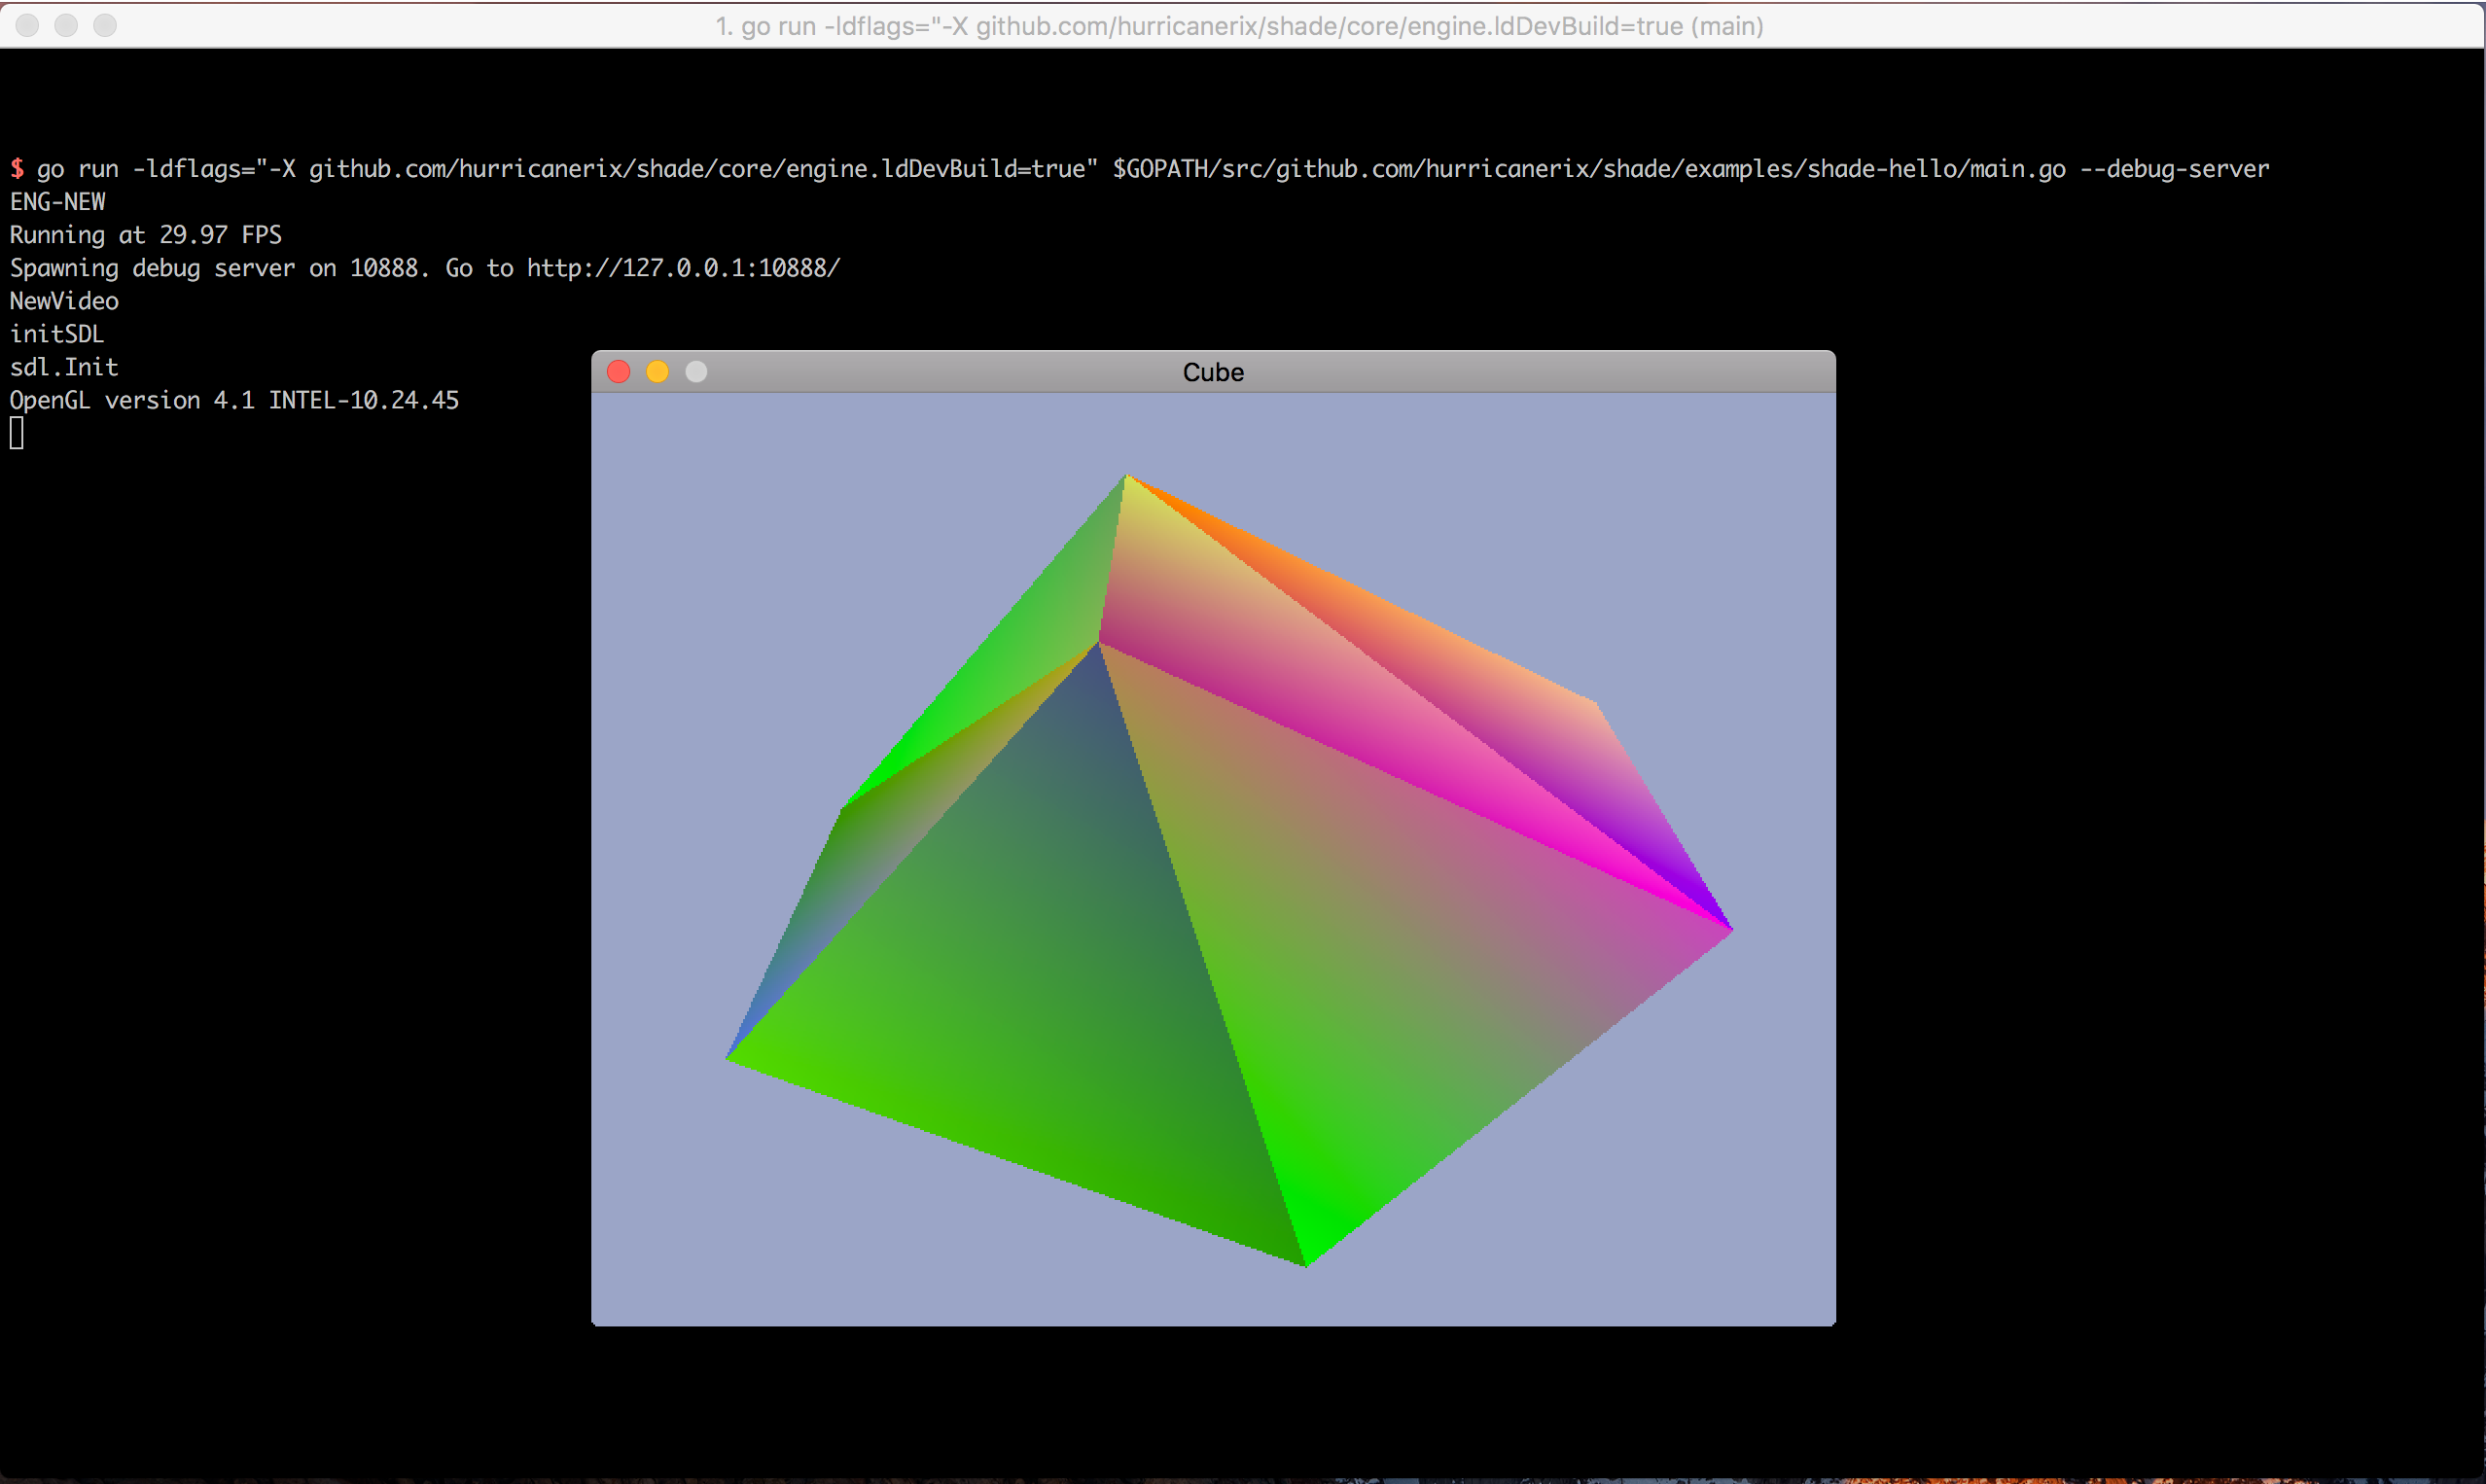 1. go run -ldflags="-X github.com/hurricanerix/shade/core/engine.ldDevBuild=true (main)
$ go run -ldflags="-X github.com/hurricanerix/shade/core/engine.ldDevBuild=true" $GOPATH/src/github.com/hurricanerix/shade/examples/shade-hello/main.go --debug-server
ENG-NEW
Running at 29.97 FPS
Spawning debug server on 10888. Go to http://127.0.0.1:10888/
NewVideo
initSDL
sdl.Init
OpenGL version 4.1 INTEL-10.24.45
Cube